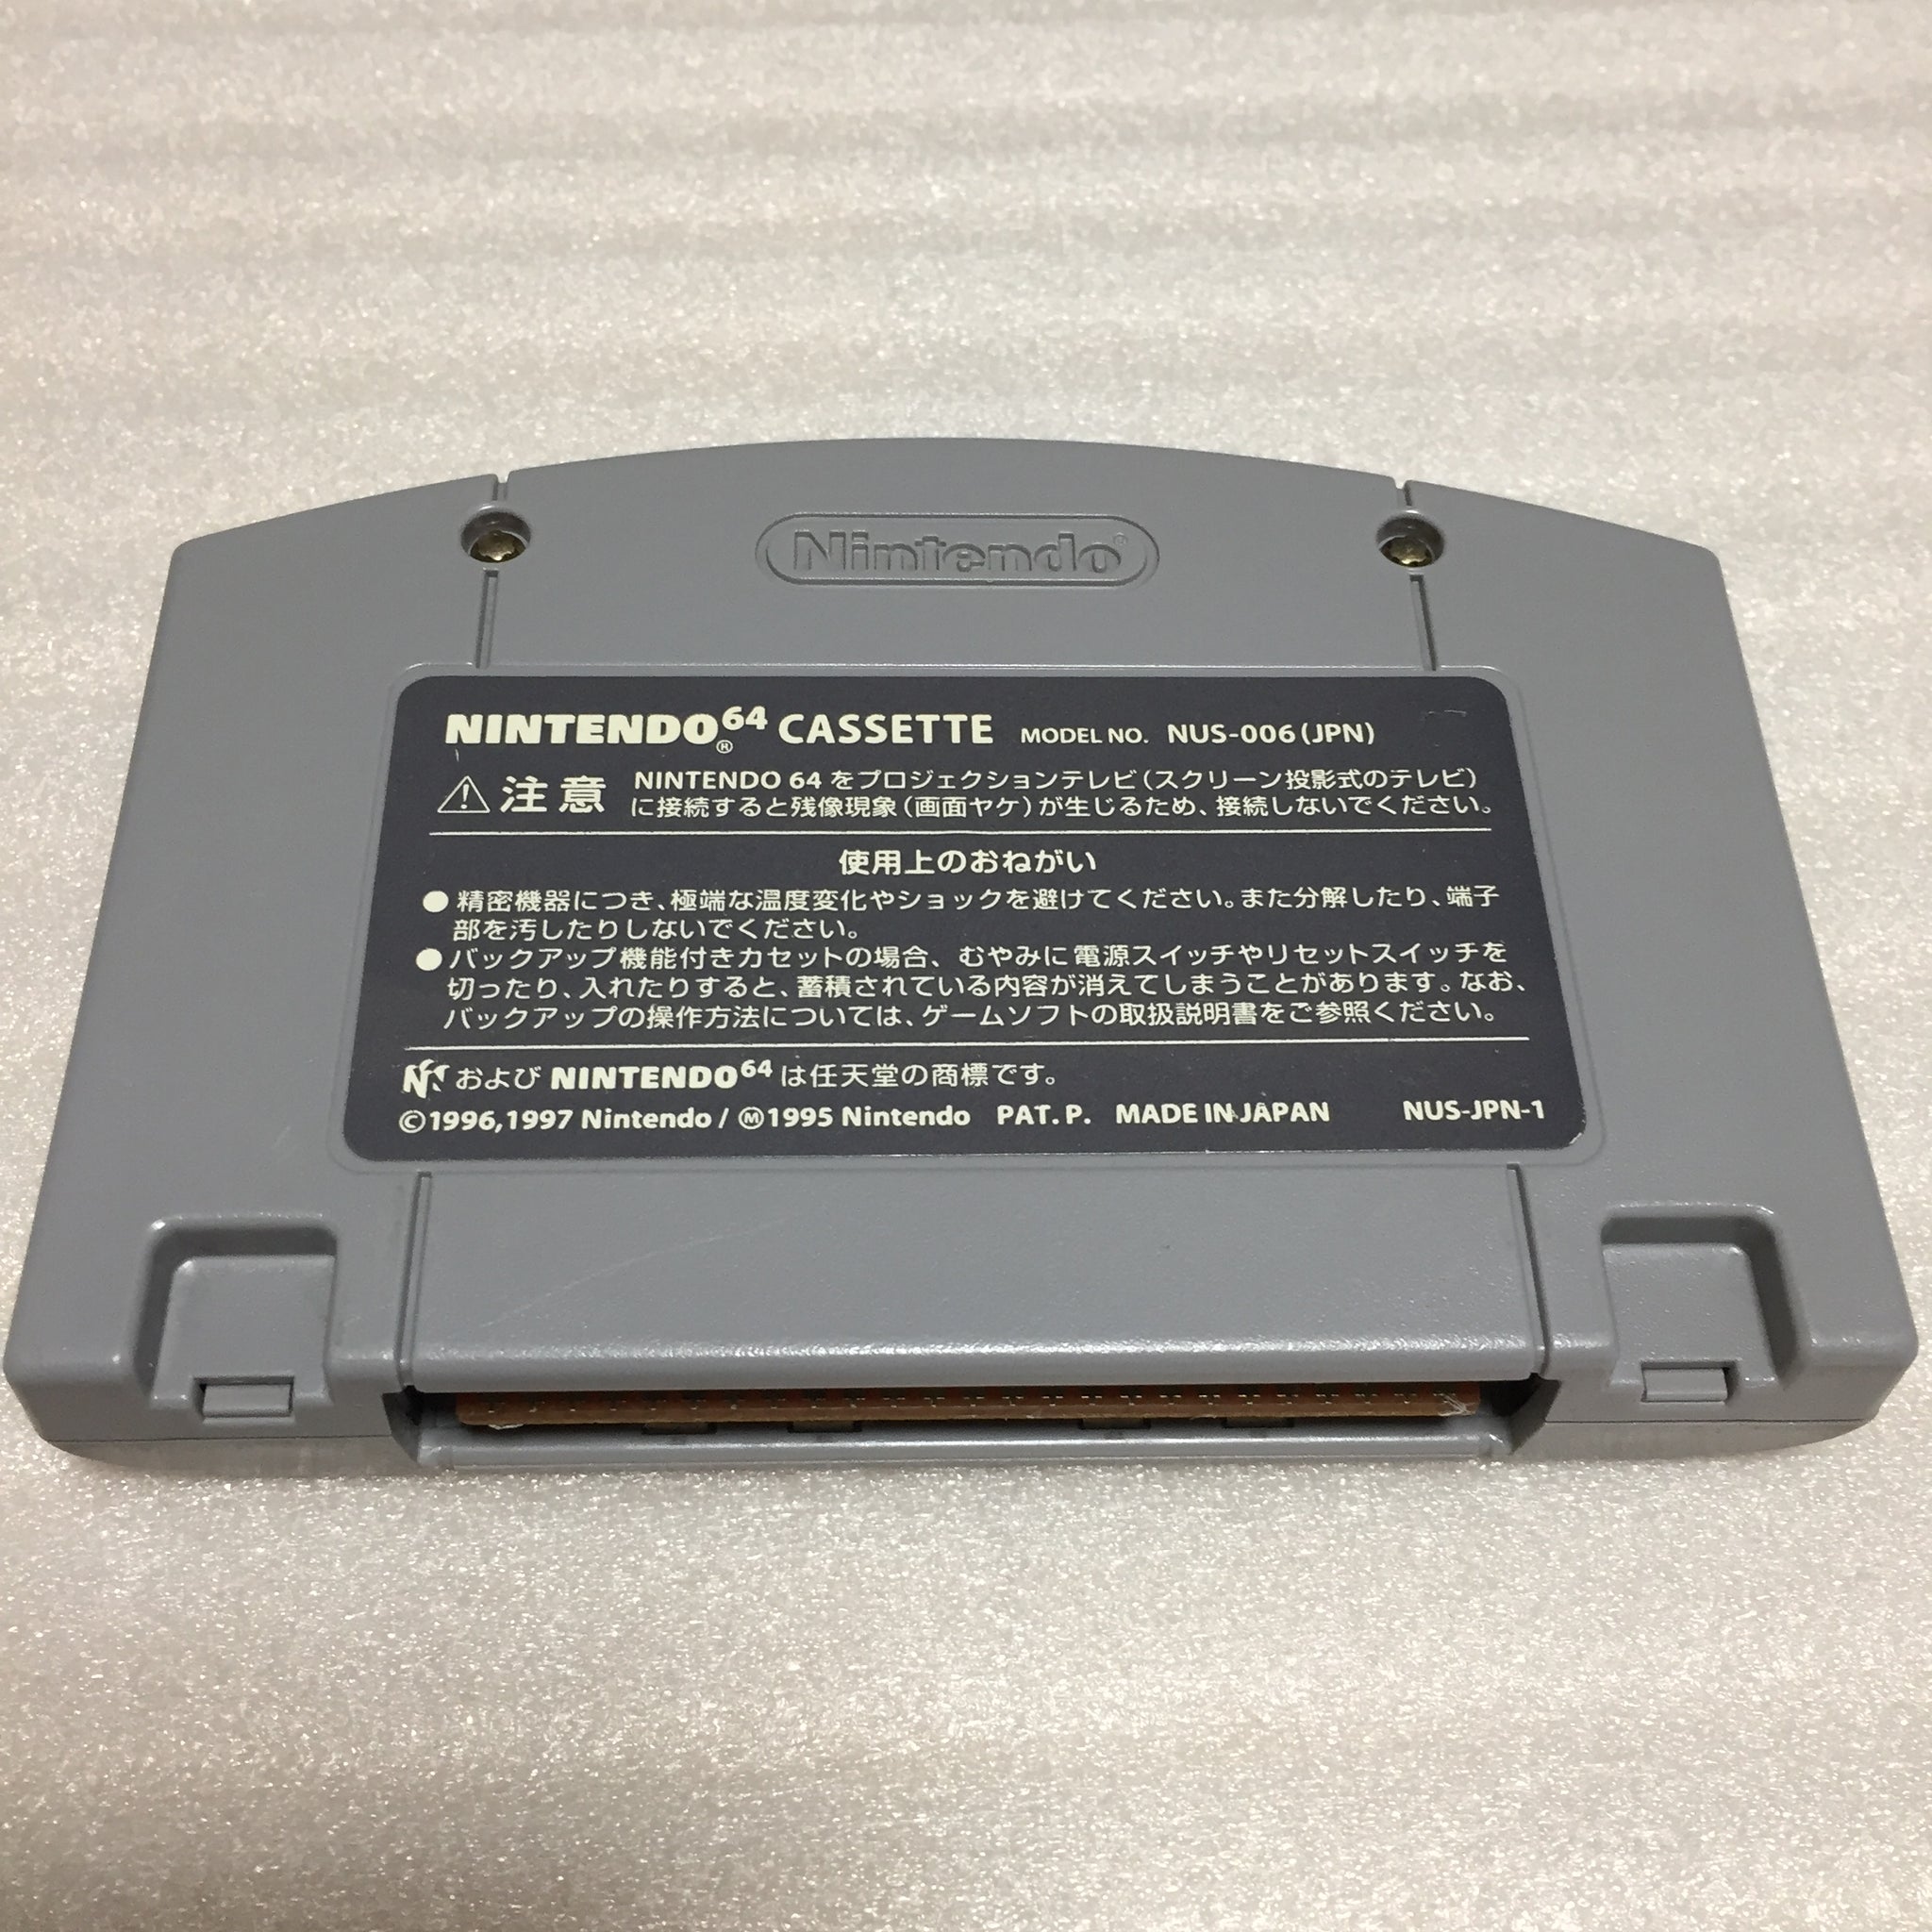 Nintendo®
NINTENDO®64 CASSETTE MODEL NO. NUS-006(JPN)
注意 NINTENDO 64 をプロジェクションテレビ(スクリーン投影式のテレビ)
に接続すると残像現象(画面ヤケ)が生じるため、接続しないでください。
使用上のおねがい
●精密機器につき、極端な温度変化やショックを避けてください。また分解したり、端子
部を汚したりしないでください。
●バックアップ機能付きカセットの場合、むやみに電源スイッチやリセットスイッチを
切ったり、入れたりすると、蓄積されている内容が消えてしまうことがあります。なお、
バックアップの操作方法については、ゲームソフトの取扱説明書をご参照ください。
N および NINTENDO64 は任天堂の商標です。
©1996,1997 Nintendo / Ⓜ1995 Nintendo PAT. P. MADE IN JAPAN NUS-JPN-1